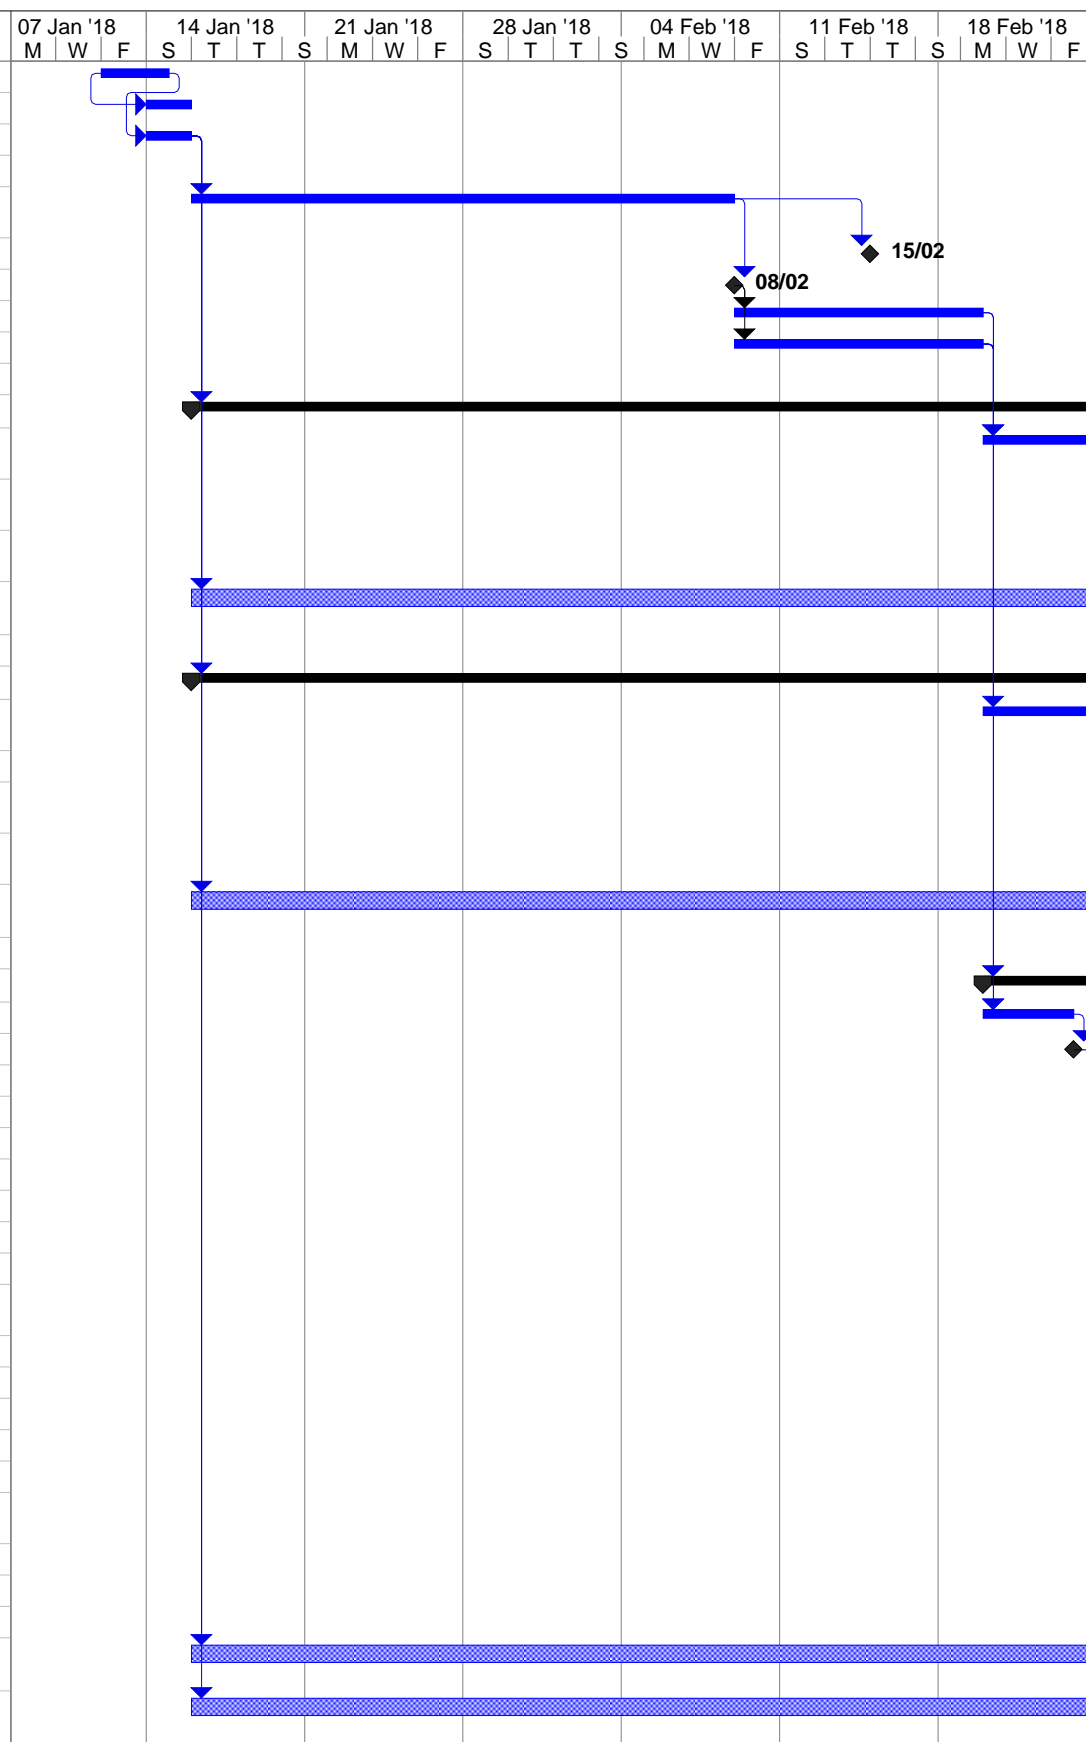 07 Jan '18 14 Jan '18 21 Jan '18 28 Jan '18 04 Feb '18 11 Feb '18 18 Feb '18
M W F S T T S M W F S T T S M W F S T T S M W F
15/02
08/02